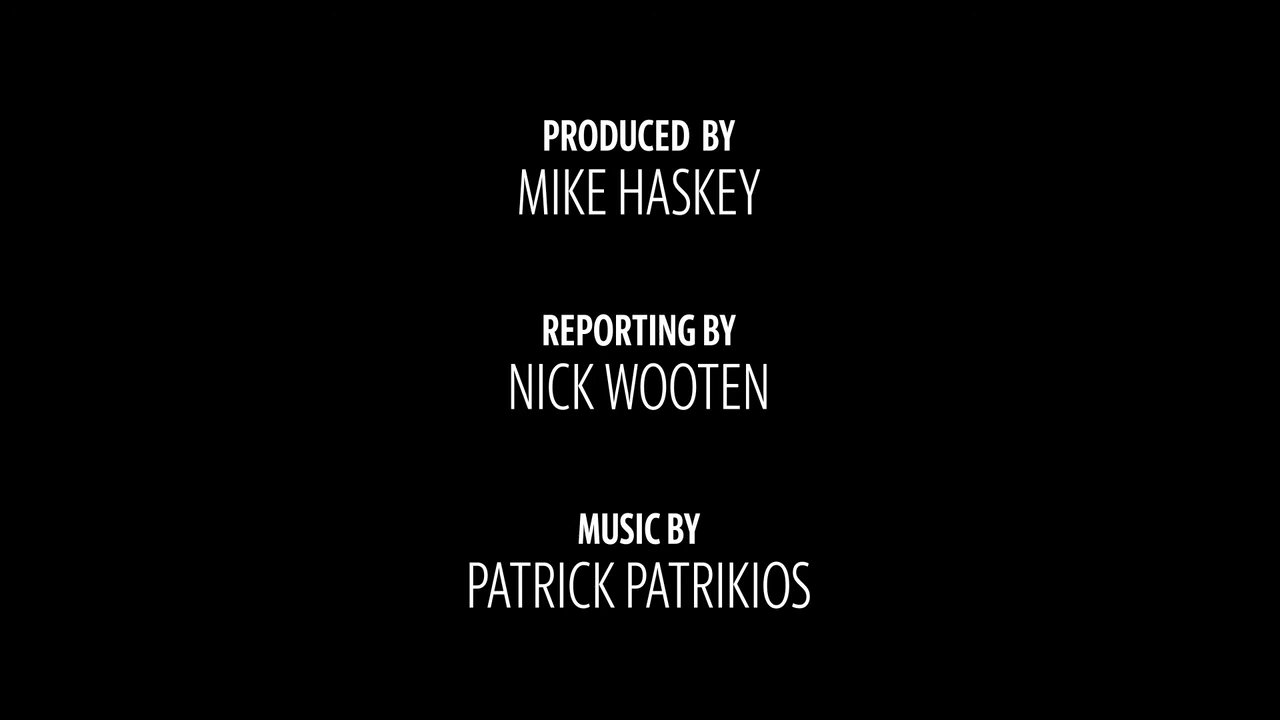 PRODUCED BY
MIKE HASKEY
REPORTING BY
NICK WOOTEN
MUSIC BY
PATRICK PATRIKIOS